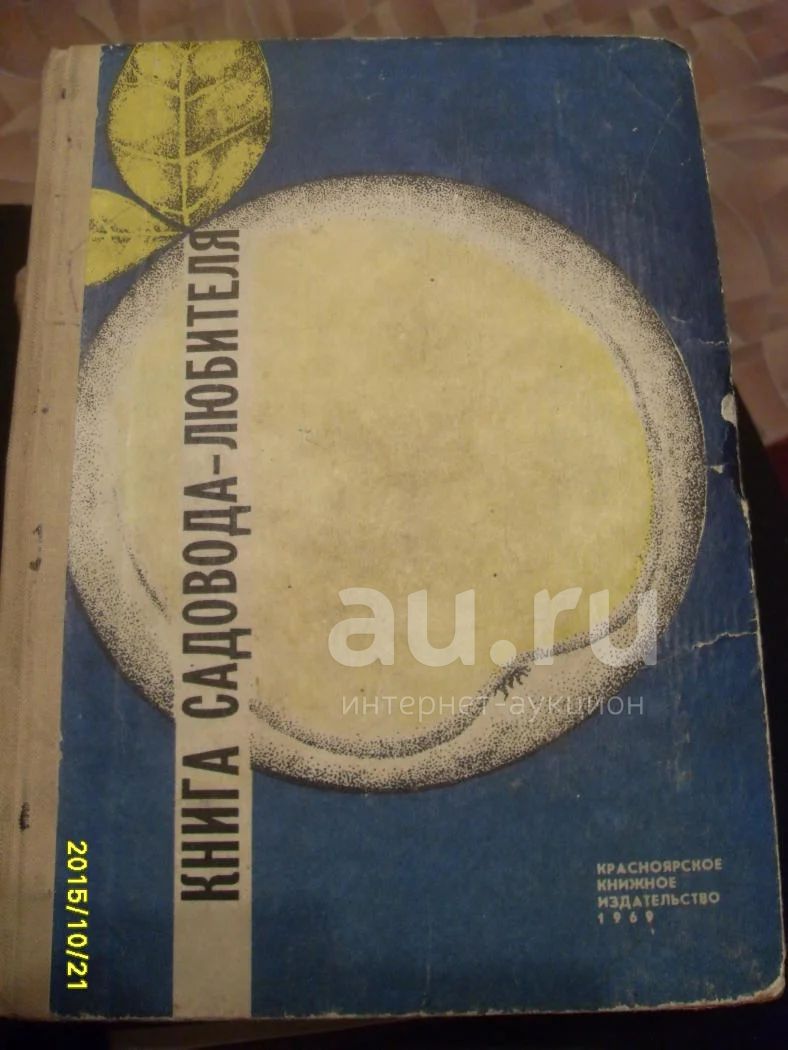 КНИГА САДОВОДА-ЛЮБИТЕЛЯ
au.ru
интернет-аукцион
КРАСНОЯРСКОЕ
КНИЖНОЕ
ИЗДАТЕЛЬСТВО
1969
2015/10/21